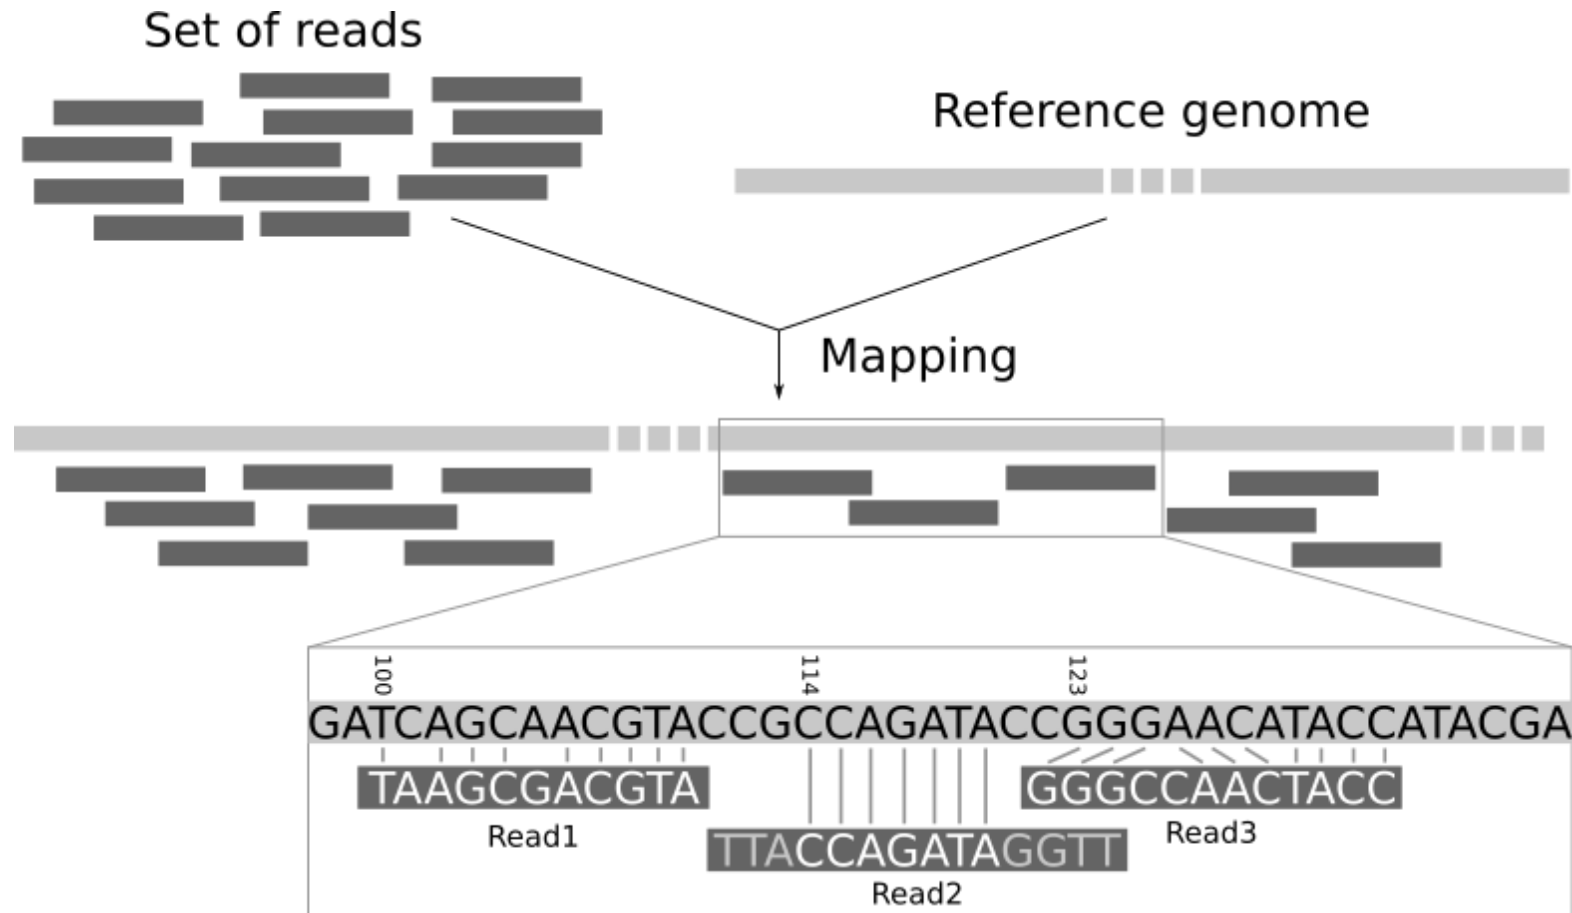 Set of reads
Reference genome
Mapping
100 114 123
GATCAGCAACGTACCGCCAGATACCGGGAACATACCATACGA
TAAGCGACGTA GGGCCAACTACC
Read1 Read3
TTACCAGATAGGTT
Read2